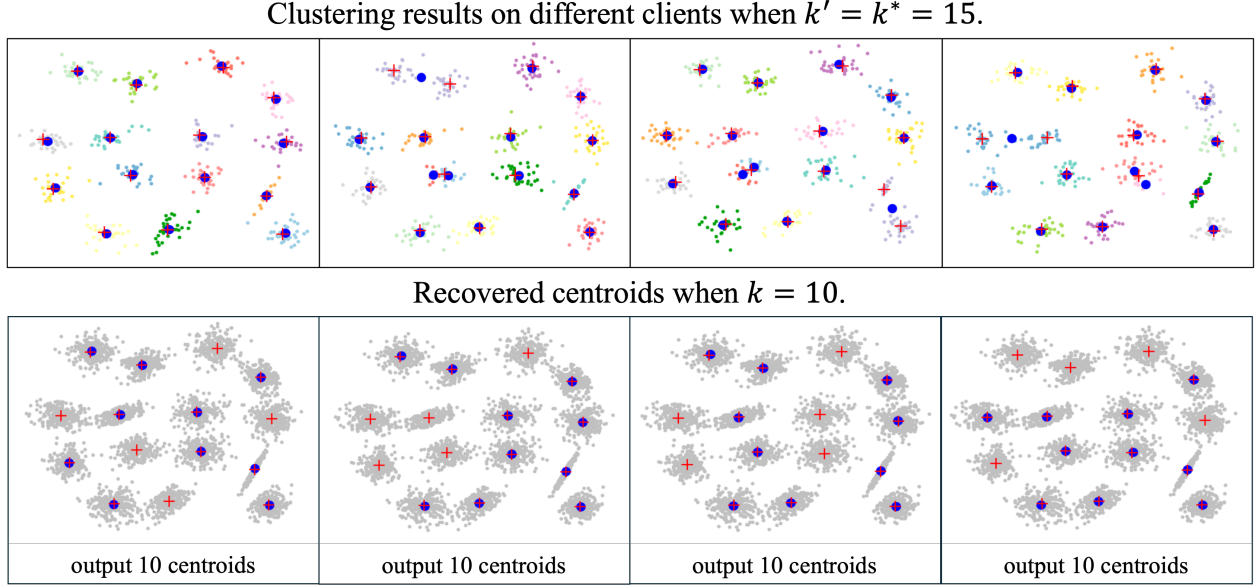 Clustering results on different clients when k′ = k* = 15.
Recovered centroids when k = 10.
output 10 centroids
output 10 centroids
output 10 centroids
output 10 centroids